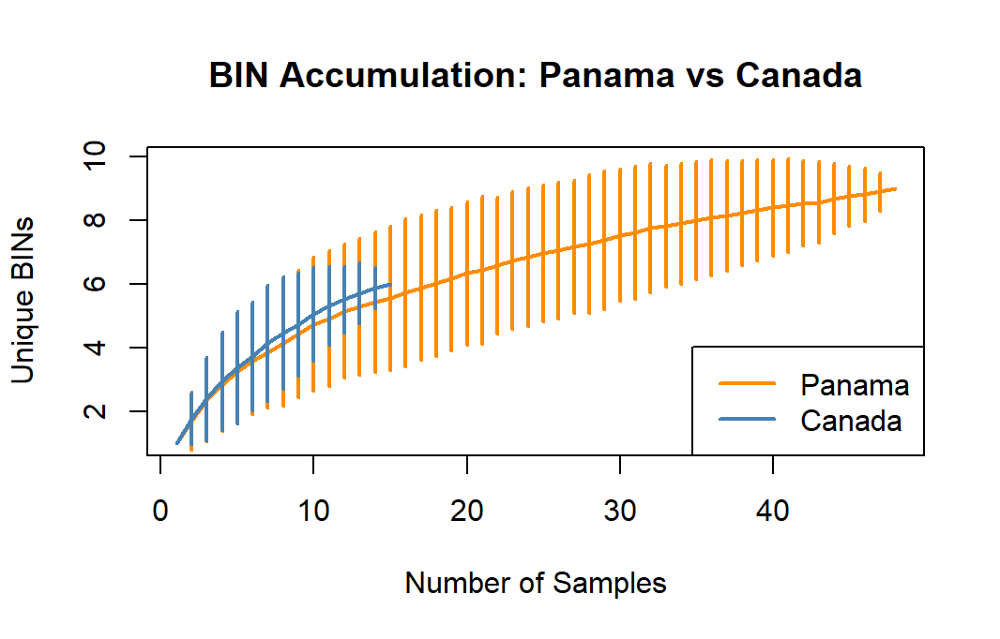 BIN Accumulation: Panama vs Canada
Unique BINs
10
8
6
4
2
Panama
Canada
0 10 20 30 40
Number of Samples